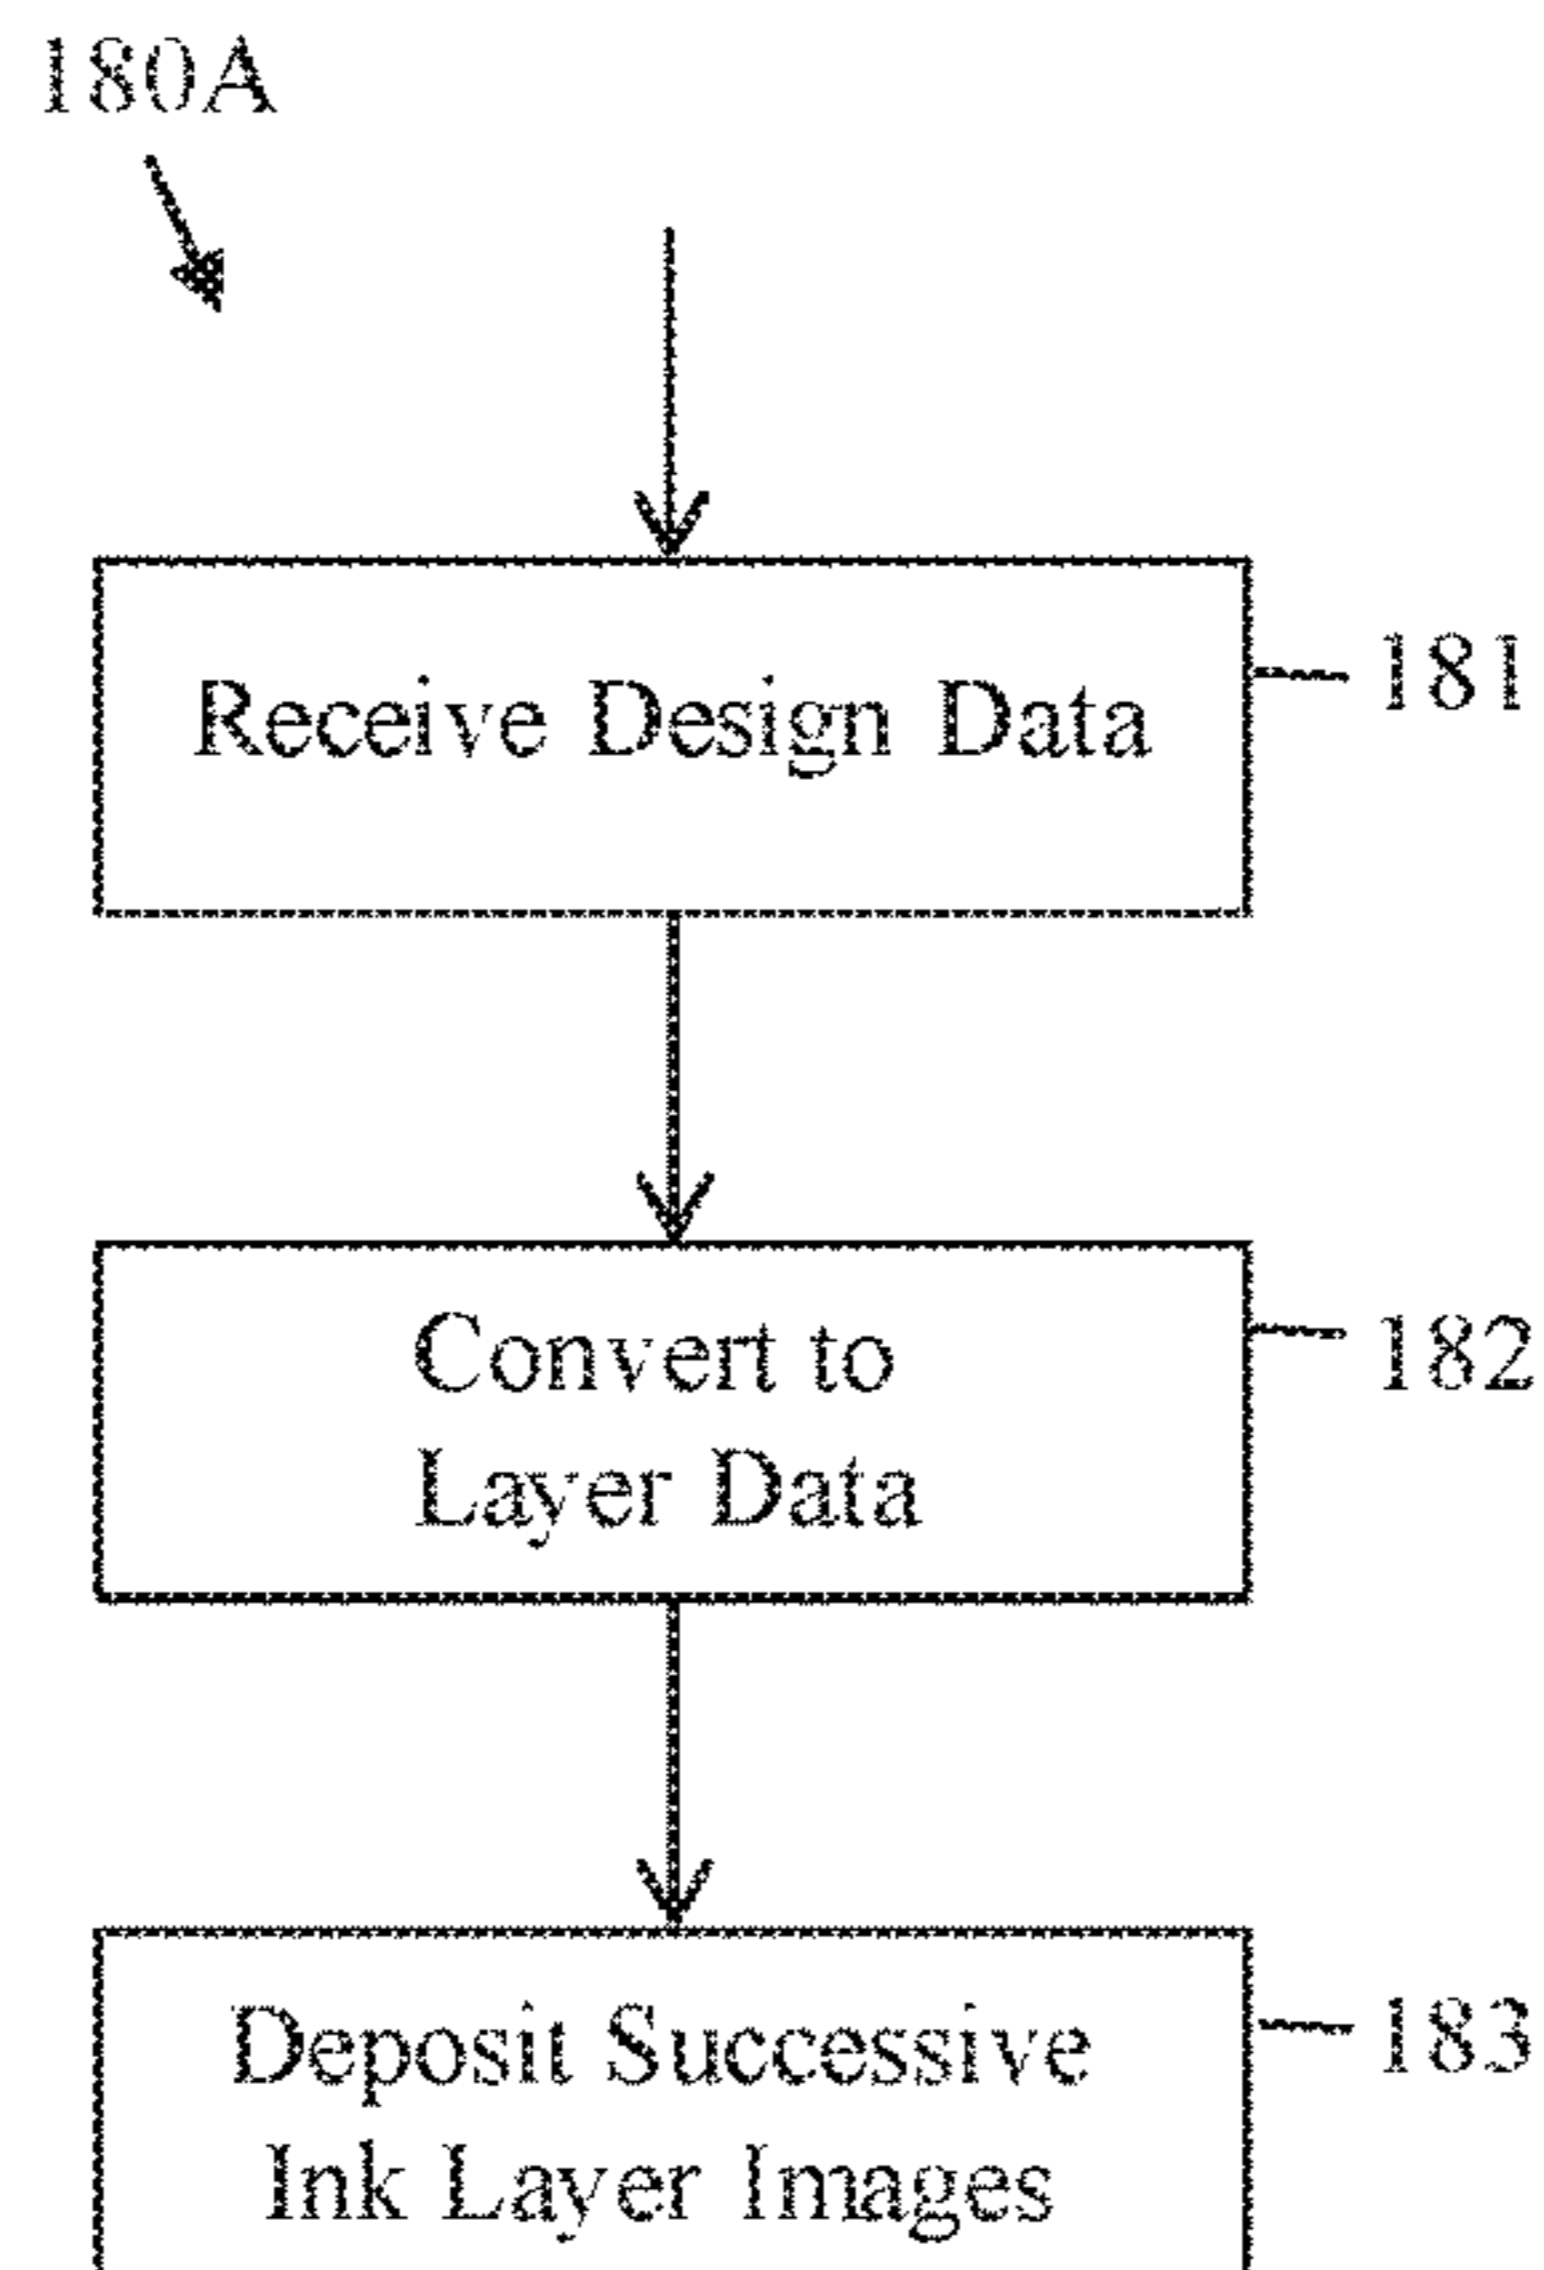 180A
Receive Design Data
181
Convert to
Layer Data
182
Deposit Successive
Ink Layer Images
183